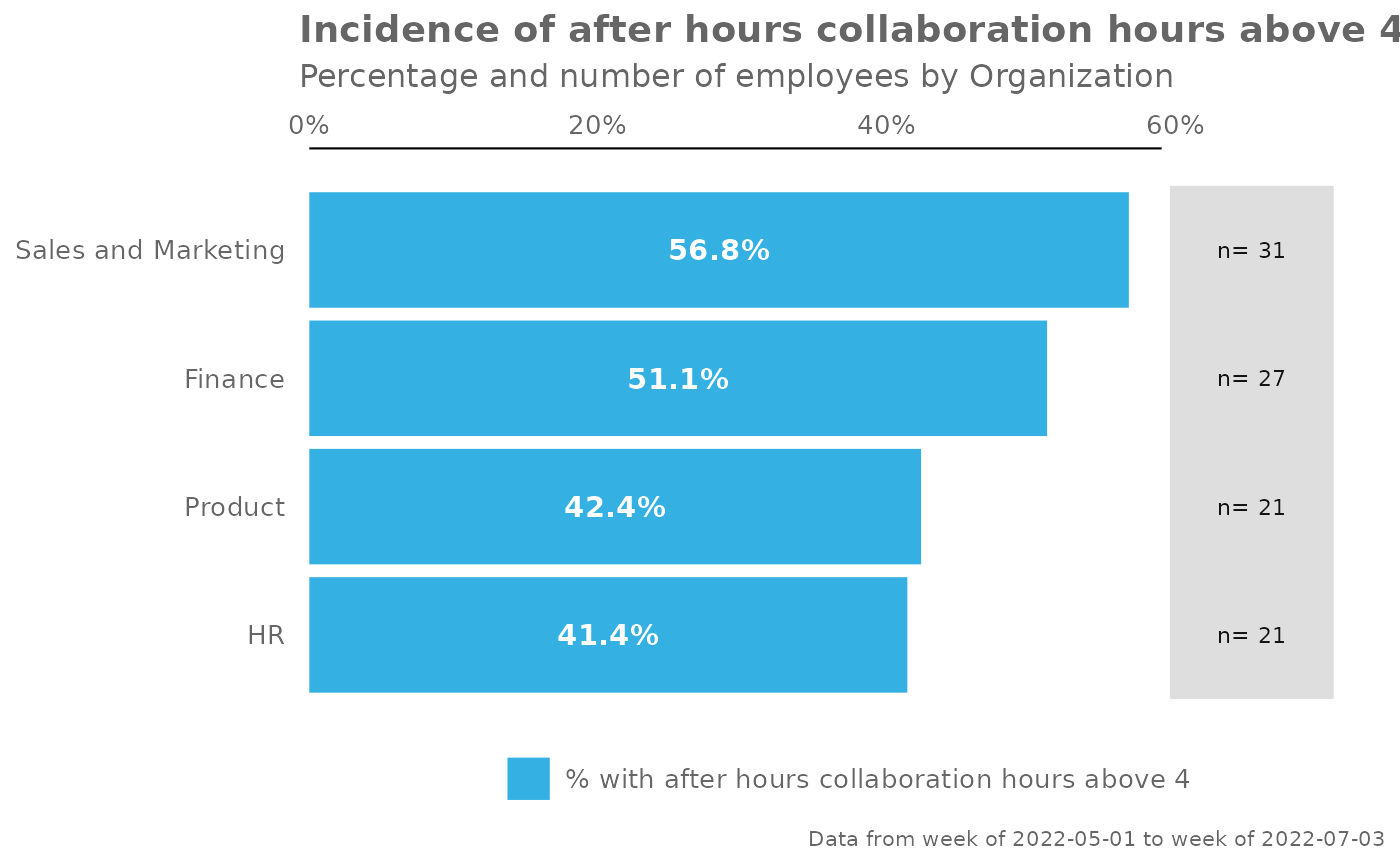 Incidence of after hours collaboration hours above 4
Percentage and number of employees by Organization
0% 20% 40% 60%
Sales and Marketing 56.8% n= 31
Finance 51.1% n= 27
Product 42.4% n= 21
HR 41.4% n= 21
% with after hours collaboration hours above 4
Data from week of 2022-05-01 to week of 2022-07-03